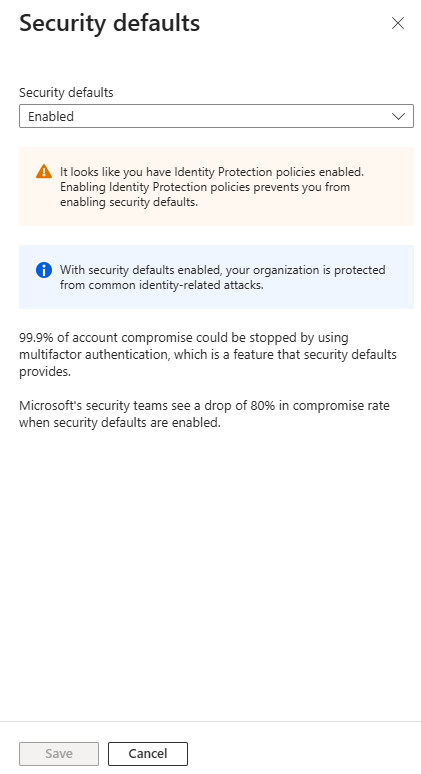 Security defaults
Security defaults
Enabled
It looks like you have Identity Protection policies enabled.
Enabling Identity Protection policies prevents you from
enabling security defaults.
With security defaults enabled, your organization is protected
from common identity-related attacks.
99.9% of account compromise could be stopped by using
multifactor authentication, which is a feature that security defaults
provides.
Microsoft's security teams see a drop of 80% in compromise rate
when security defaults are enabled.
Save
Cancel